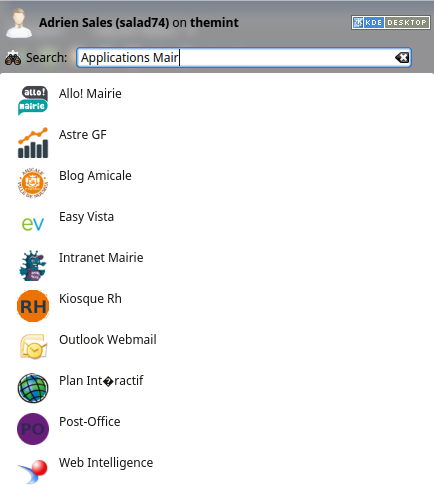 Adrien Sales (salad74) on themint
KDE DESKTOP
Search: Applications Mair
allo!
mairie
Allo! Mairie
Astre GF
AMICALE
Blog Amicale
ev
Easy Vista
Intranet Mairie
RH
Kiosque Rh
Outlook Webmail
Plan Int�ractif
PO
Post-Office
Web Intelligence